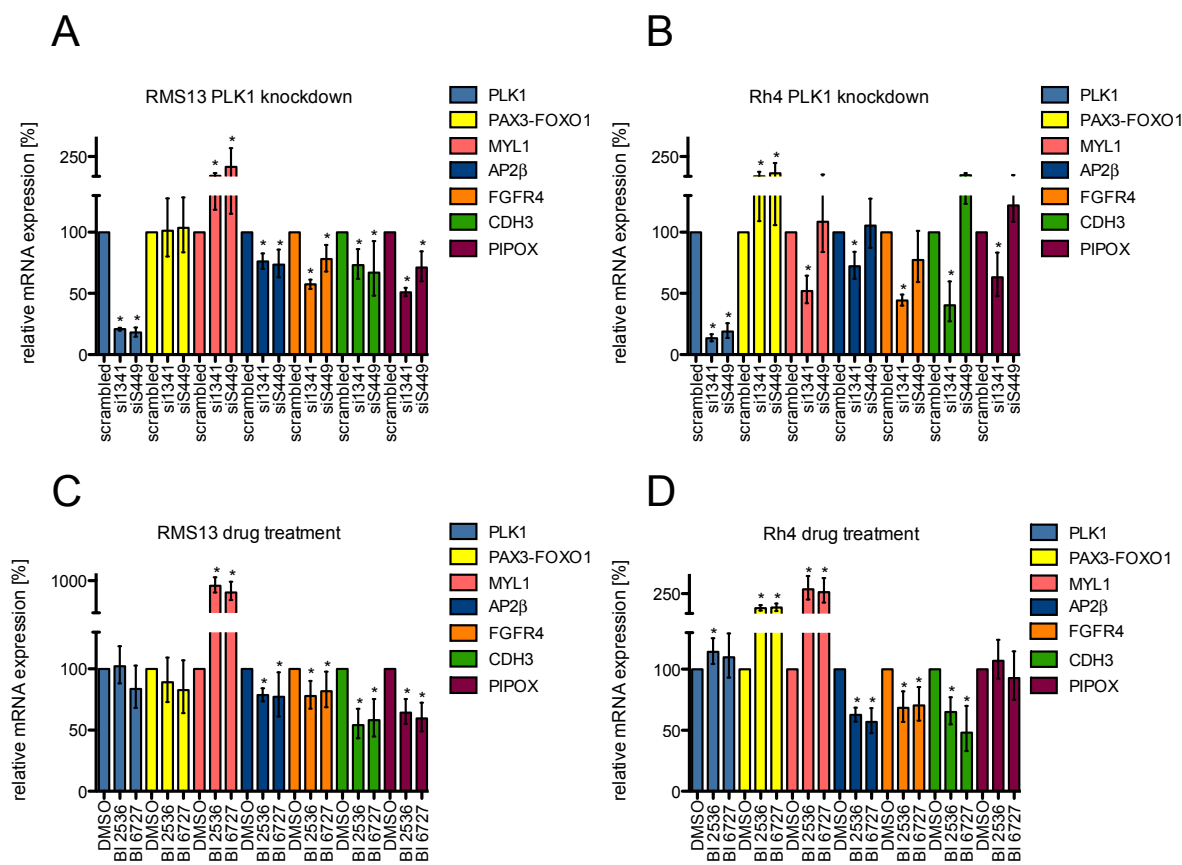 A
RMS13 PLK1 knockdown
relative mRNA expression [%]
250
100
50
0
* * * * * * * * * * * *
scrambled si1341 siS449 scrambled si1341 siS449 scrambled si1341 siS449 scrambled si1341 siS449 scrambled si1341 siS449 scrambled si1341 siS449 scrambled si1341 siS449
PLK1
PAX3-FOXO1
MYL1
AP2β
FGFR4
CDH3
PIPOX
B
Rh4 PLK1 knockdown
relative mRNA expression [%]
250
100
50
0
* * * * * * * * *
scrambled si1341 siS449 scrambled si1341 siS449 scrambled si1341 siS449 scrambled si1341 siS449 scrambled si1341 siS449 scrambled si1341 siS449 scrambled si1341 siS449
PLK1
PAX3-FOXO1
MYL1
AP2β
FGFR4
CDH3
PIPOX
C
RMS13 drug treatment
relative mRNA expression [%]
1000
100
50
0
* * * * * * * * * *
DMSO BI 2536 BI 6727 DMSO BI 2536 BI 6727 DMSO BI 2536 BI 6727 DMSO BI 2536 BI 6727 DMSO BI 2536 BI 6727 DMSO BI 2536 BI 6727 DMSO BI 2536 BI 6727
PLK1
PAX3-FOXO1
MYL1
AP2β
FGFR4
CDH3
PIPOX
D
Rh4 drug treatment
relative mRNA expression [%]
250
100
50
0
* * * * * * * * * * *
DMSO BI 2536 BI 6727 DMSO BI 2536 BI 6727 DMSO BI 2536 BI 6727 DMSO BI 2536 BI 6727 DMSO BI 2536 BI 6727 DMSO BI 2536 BI 6727 DMSO BI 2536 BI 6727
PLK1
PAX3-FOXO1
MYL1
AP2β
FGFR4
CDH3
PIPOX